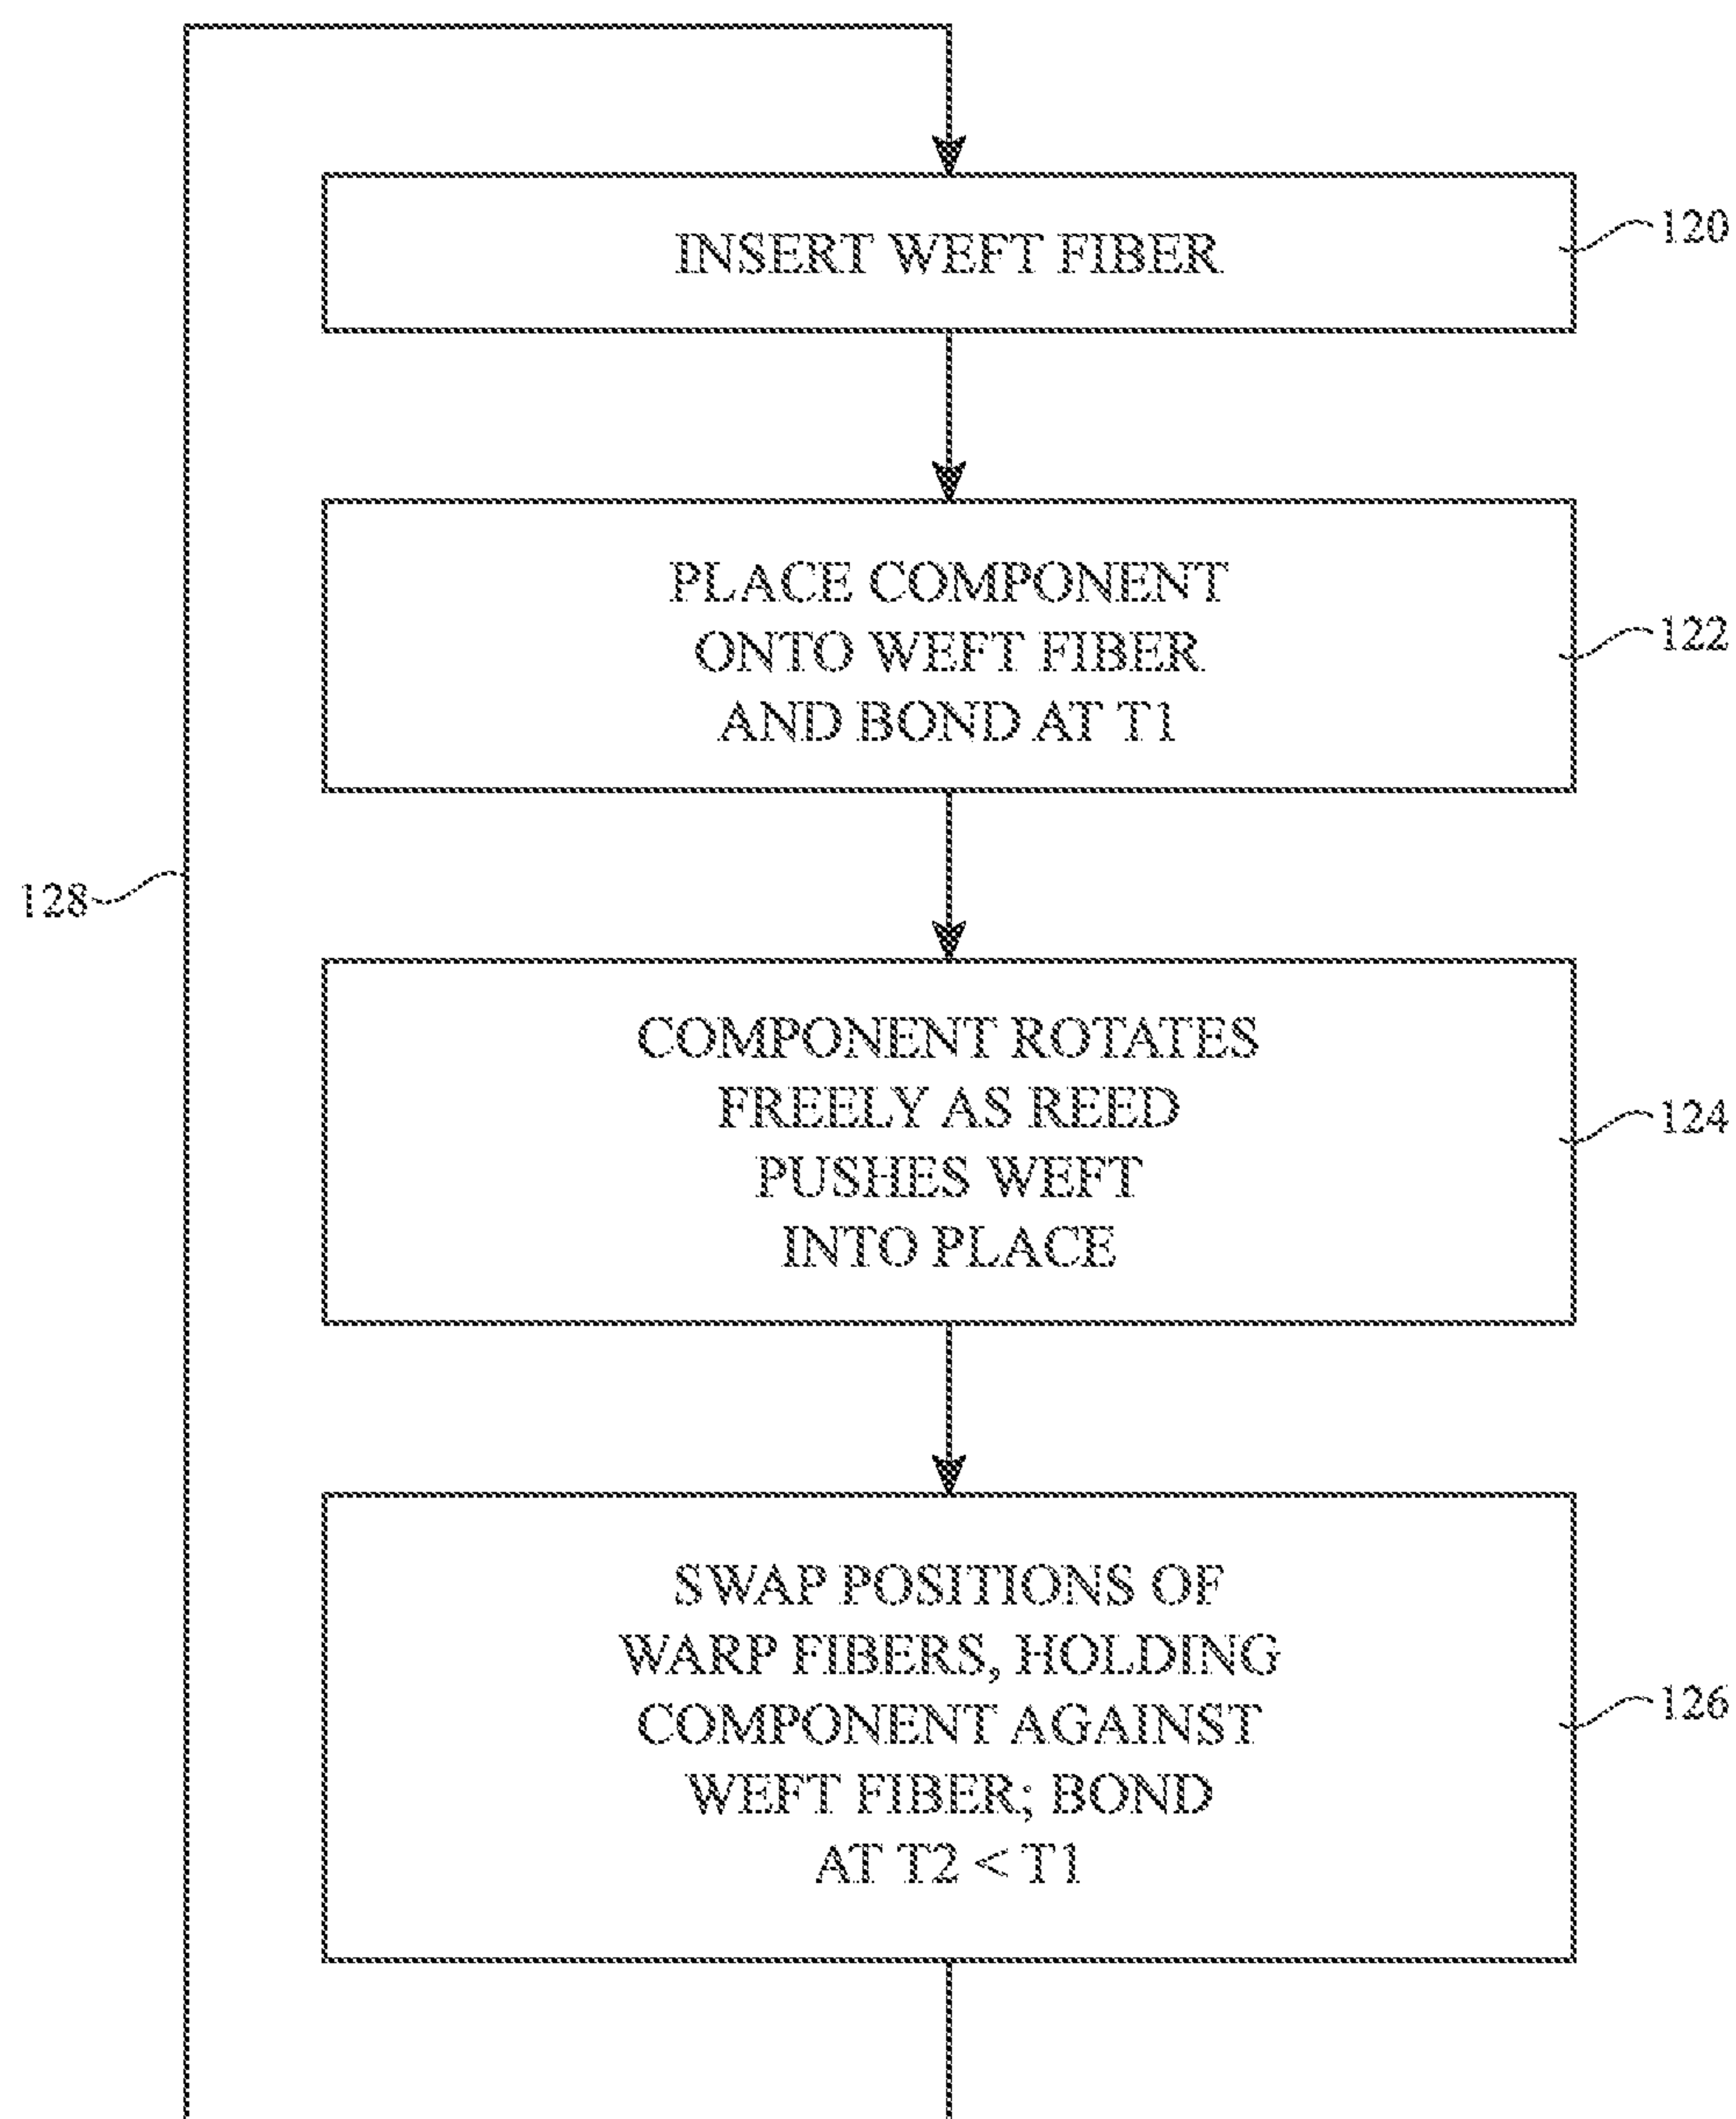 INSERT WEFT FIBER
120
PLACE COMPONENT
ONTO WEFT FIBER
AND BOND AT T1
122
128
COMPONENT ROTATES
FREELY AS REED
PUSHES WEFT
INTO PLACE
124
SWAP POSITIONS OF
WARP FIBERS, HOLDING
COMPONENT AGAINST
WEFT FIBER; BOND
AT T2 < T1
126